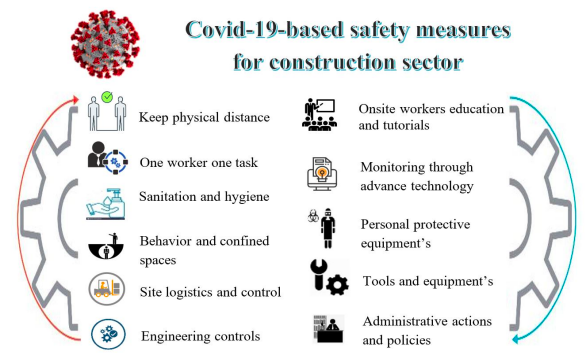 Covid-19-based safety measures
for construction sector
Keep physical distance
One worker one task
Sanitation and hygiene
Behavior and confined
spaces
Site logistics and control
Engineering controls
Onsite workers education
and tutorials
Monitoring through
advance technology
Personal protective
equipment's
Tools and equipment's
Administrative actions
and policies